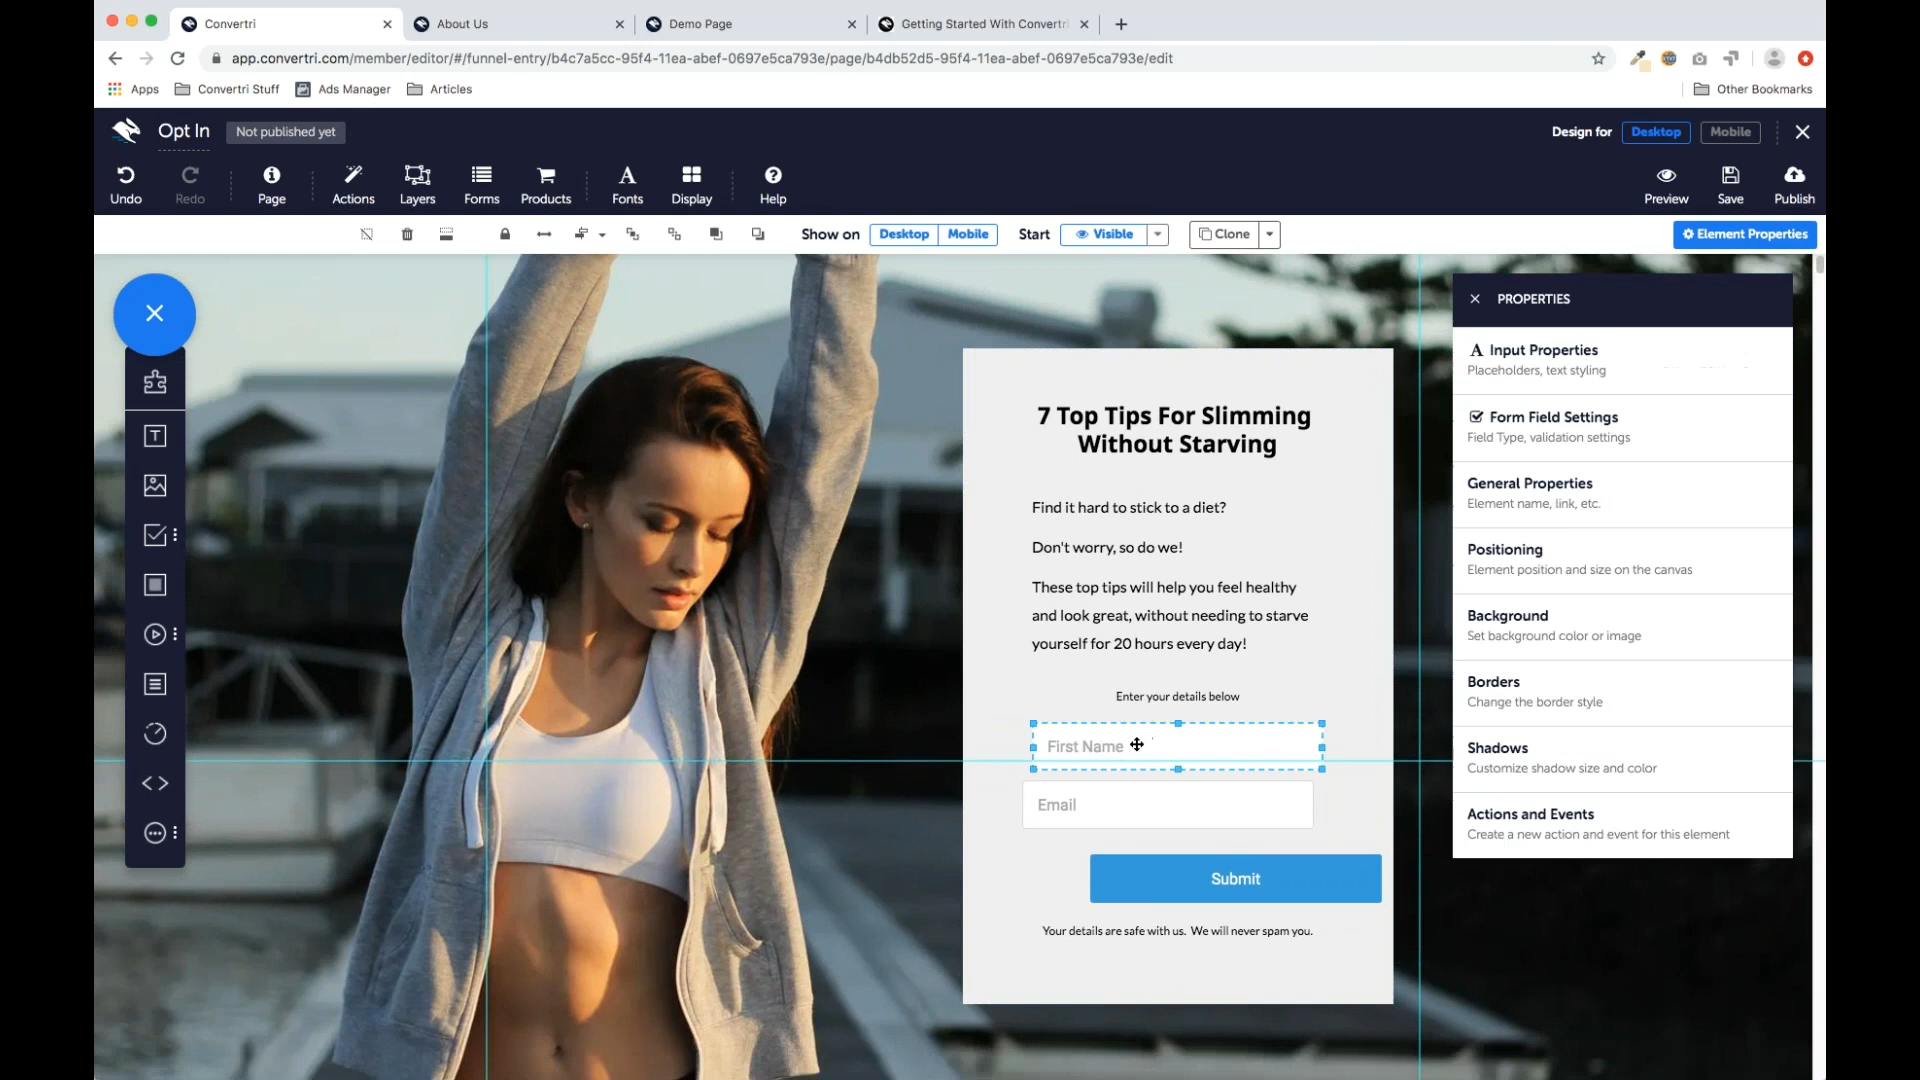 Convertri
About Us
Demo Page
Getting Started With Convertri
app.convertri.com/member/editor/#/funnel-entry/b4c7a5cc-95f4-11ea-abef-0697e5ca793e/page/b4db52d5-95f4-11ea-abef-0697e5ca793e/edit
Apps
Convertri Stuff
Ads Manager
Articles
Other Bookmarks
Opt In
Not published yet
Design for
Desktop
Mobile
Undo
Redo
Page
Actions
Layers
Forms
Products
Fonts
Display
Help
Preview
Save
Publish
Show on
Desktop
Mobile
Start
Visible
Clone
Element Properties
7 Top Tips For Slimming
Without Starving
Find it hard to stick to a diet?
Don't worry, so do we!
These top tips will help you feel healthy
and look great, without needing to starve
yourself for 20 hours every day!
Enter your details below
First Name
Email
Submit
Your details are safe with us. We will never spam you.
PROPERTIES
Input Properties
Placeholders, text styling
Form Field Settings
Field Type, validation settings
General Properties
Element name, link, etc.
Positioning
Element position and size on the canvas
Background
Set background color or image
Borders
Change the border style
Shadows
Customize shadow size and color
Actions and Events
Create a new action and event for this element